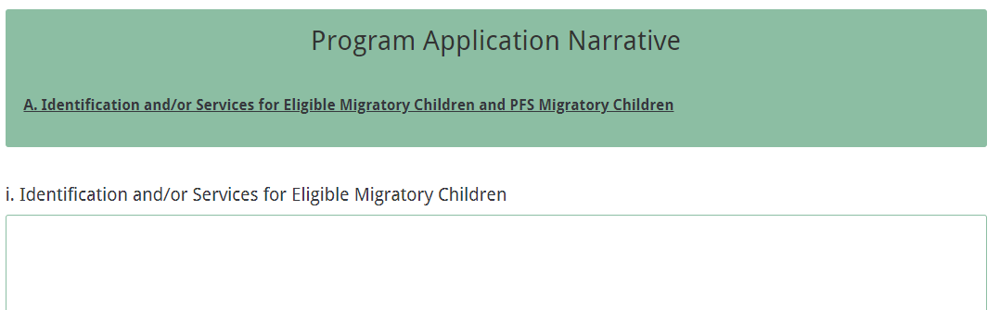 Program Application Narrative
A. Identification and/or Services for Eligible Migratory Children and PFS Migratory Children
i. Identification and/or Services for Eligible Migratory Children